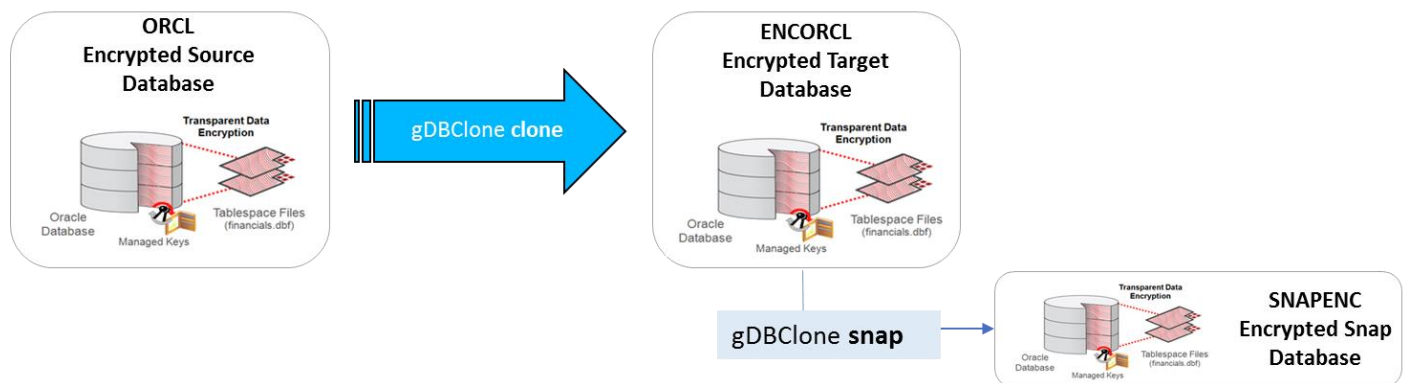 ORCL
Encrypted Source
Database
Transparent Data
Encryption
Oracle
Database
Tablespace Files
(financials.dbf)
Managed Keys
gDBClone clone
ENCORCL
Encrypted Target
Database
Transparent Data
Encryption
Oracle
Database
Tablespace Files
(financials.dbf)
Managed Keys
gDBClone snap
Transparent Data
Encryption
Oracle
Database
Tablespace Files
(financials.dbf)
Managed Keys
SNAPENC
Encrypted Snap
Database